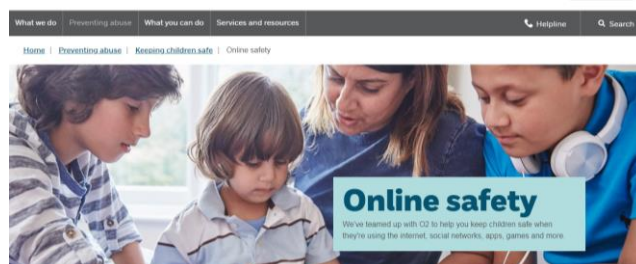 What we do Preventing abuse What you can do Services and resources Helpline Search
Home | Preventing abuse | Keeping children safe | Online safety
Online safety
We've teamed up with O2 to help you keep children safe when
they're using the internet, social networks, apps, games and more